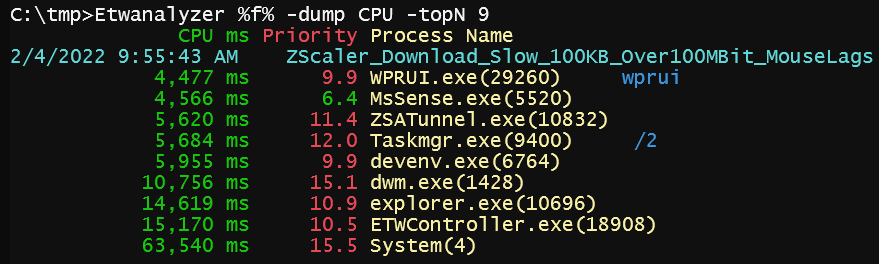 C:\tmp>Etwanalyzer %f% -dump CPU -topN 9
CPU ms Priority Process Name
2/4/2022 9:55:43 AM ZScaler_Download_Slow_100KB_Over100MBit_MouseLags
4,477 ms 9.9 WPRUI.exe(29260) wprui
4,566 ms 6.4 MsSense.exe(5520)
5,620 ms 11.4 ZSATunnel.exe(10832)
5,684 ms 12.0 Taskmgr.exe(9400) /2
5,955 ms 9.9 devenv.exe(6764)
10,756 ms 15.1 dwm.exe(1428)
14,619 ms 10.9 explorer.exe(10696)
15,170 ms 10.5 ETWController.exe(18908)
63,540 ms 15.5 System(4)